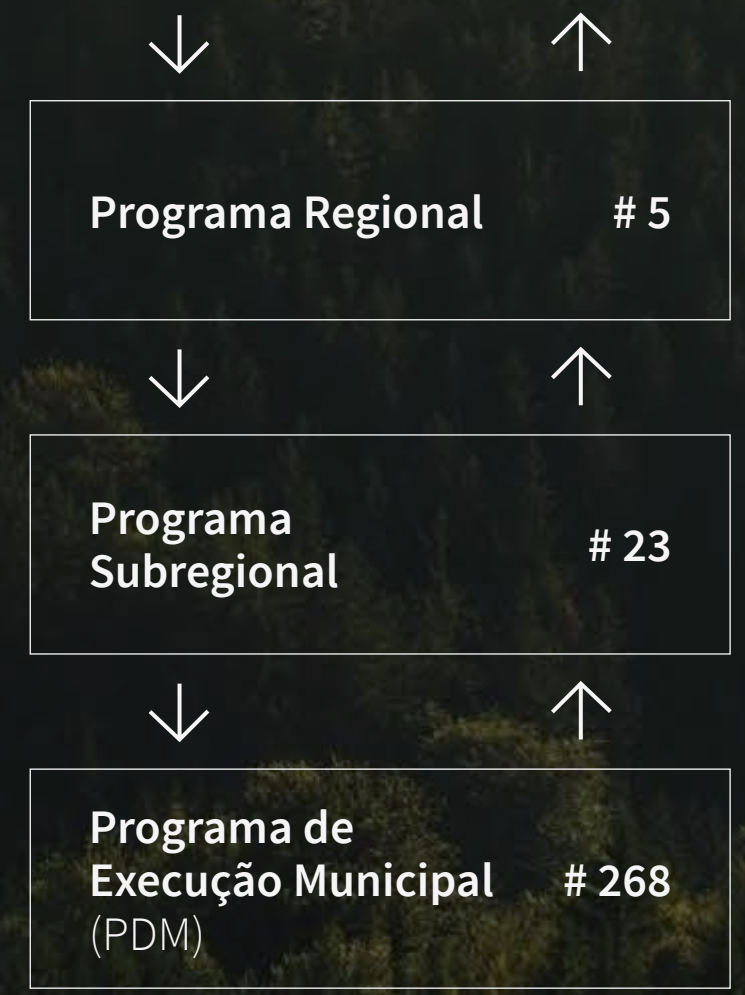 Programa Regional # 5
Programa
Subregional # 23
Programa de
Execução Municipal # 268
(PDM)